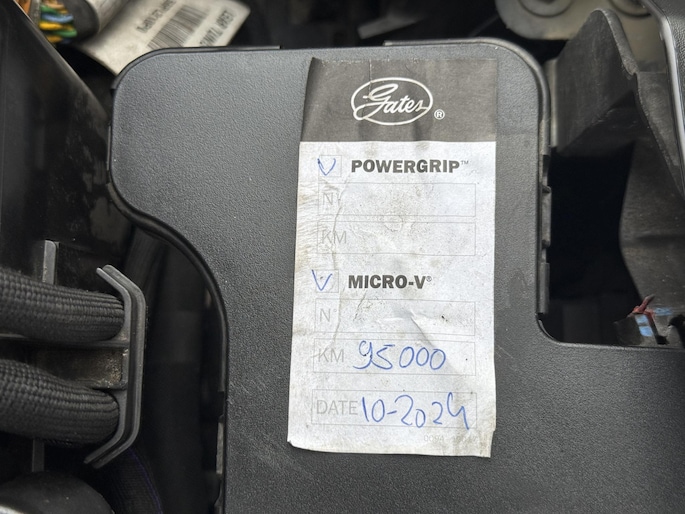 Gates®
V POWERGRIP™
N
KM
V MICRO-V®
N
KM 95000
DATE 10-2024